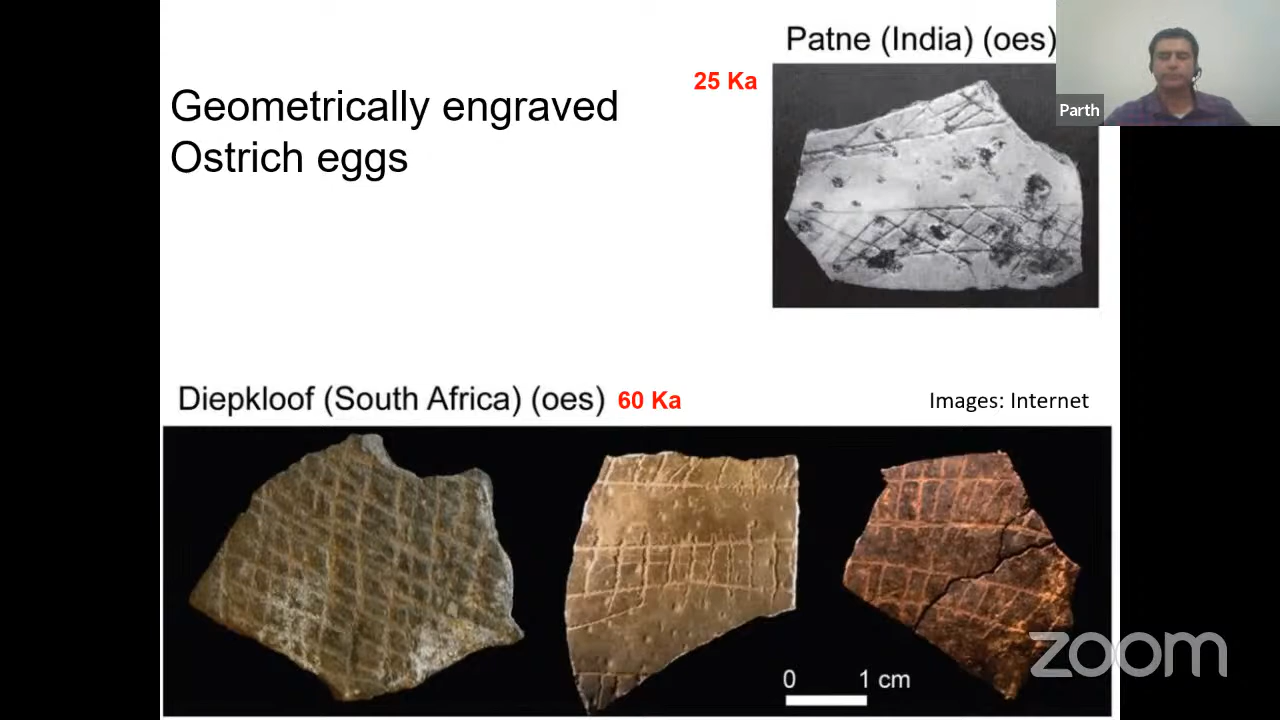 Patne (India) (oes)
25 Ka
Parth
Geometrically engraved
Ostrich eggs
Diepkloof (South Africa) (oes) 60 Ka
Images: Internet
0 1 cm
zoom